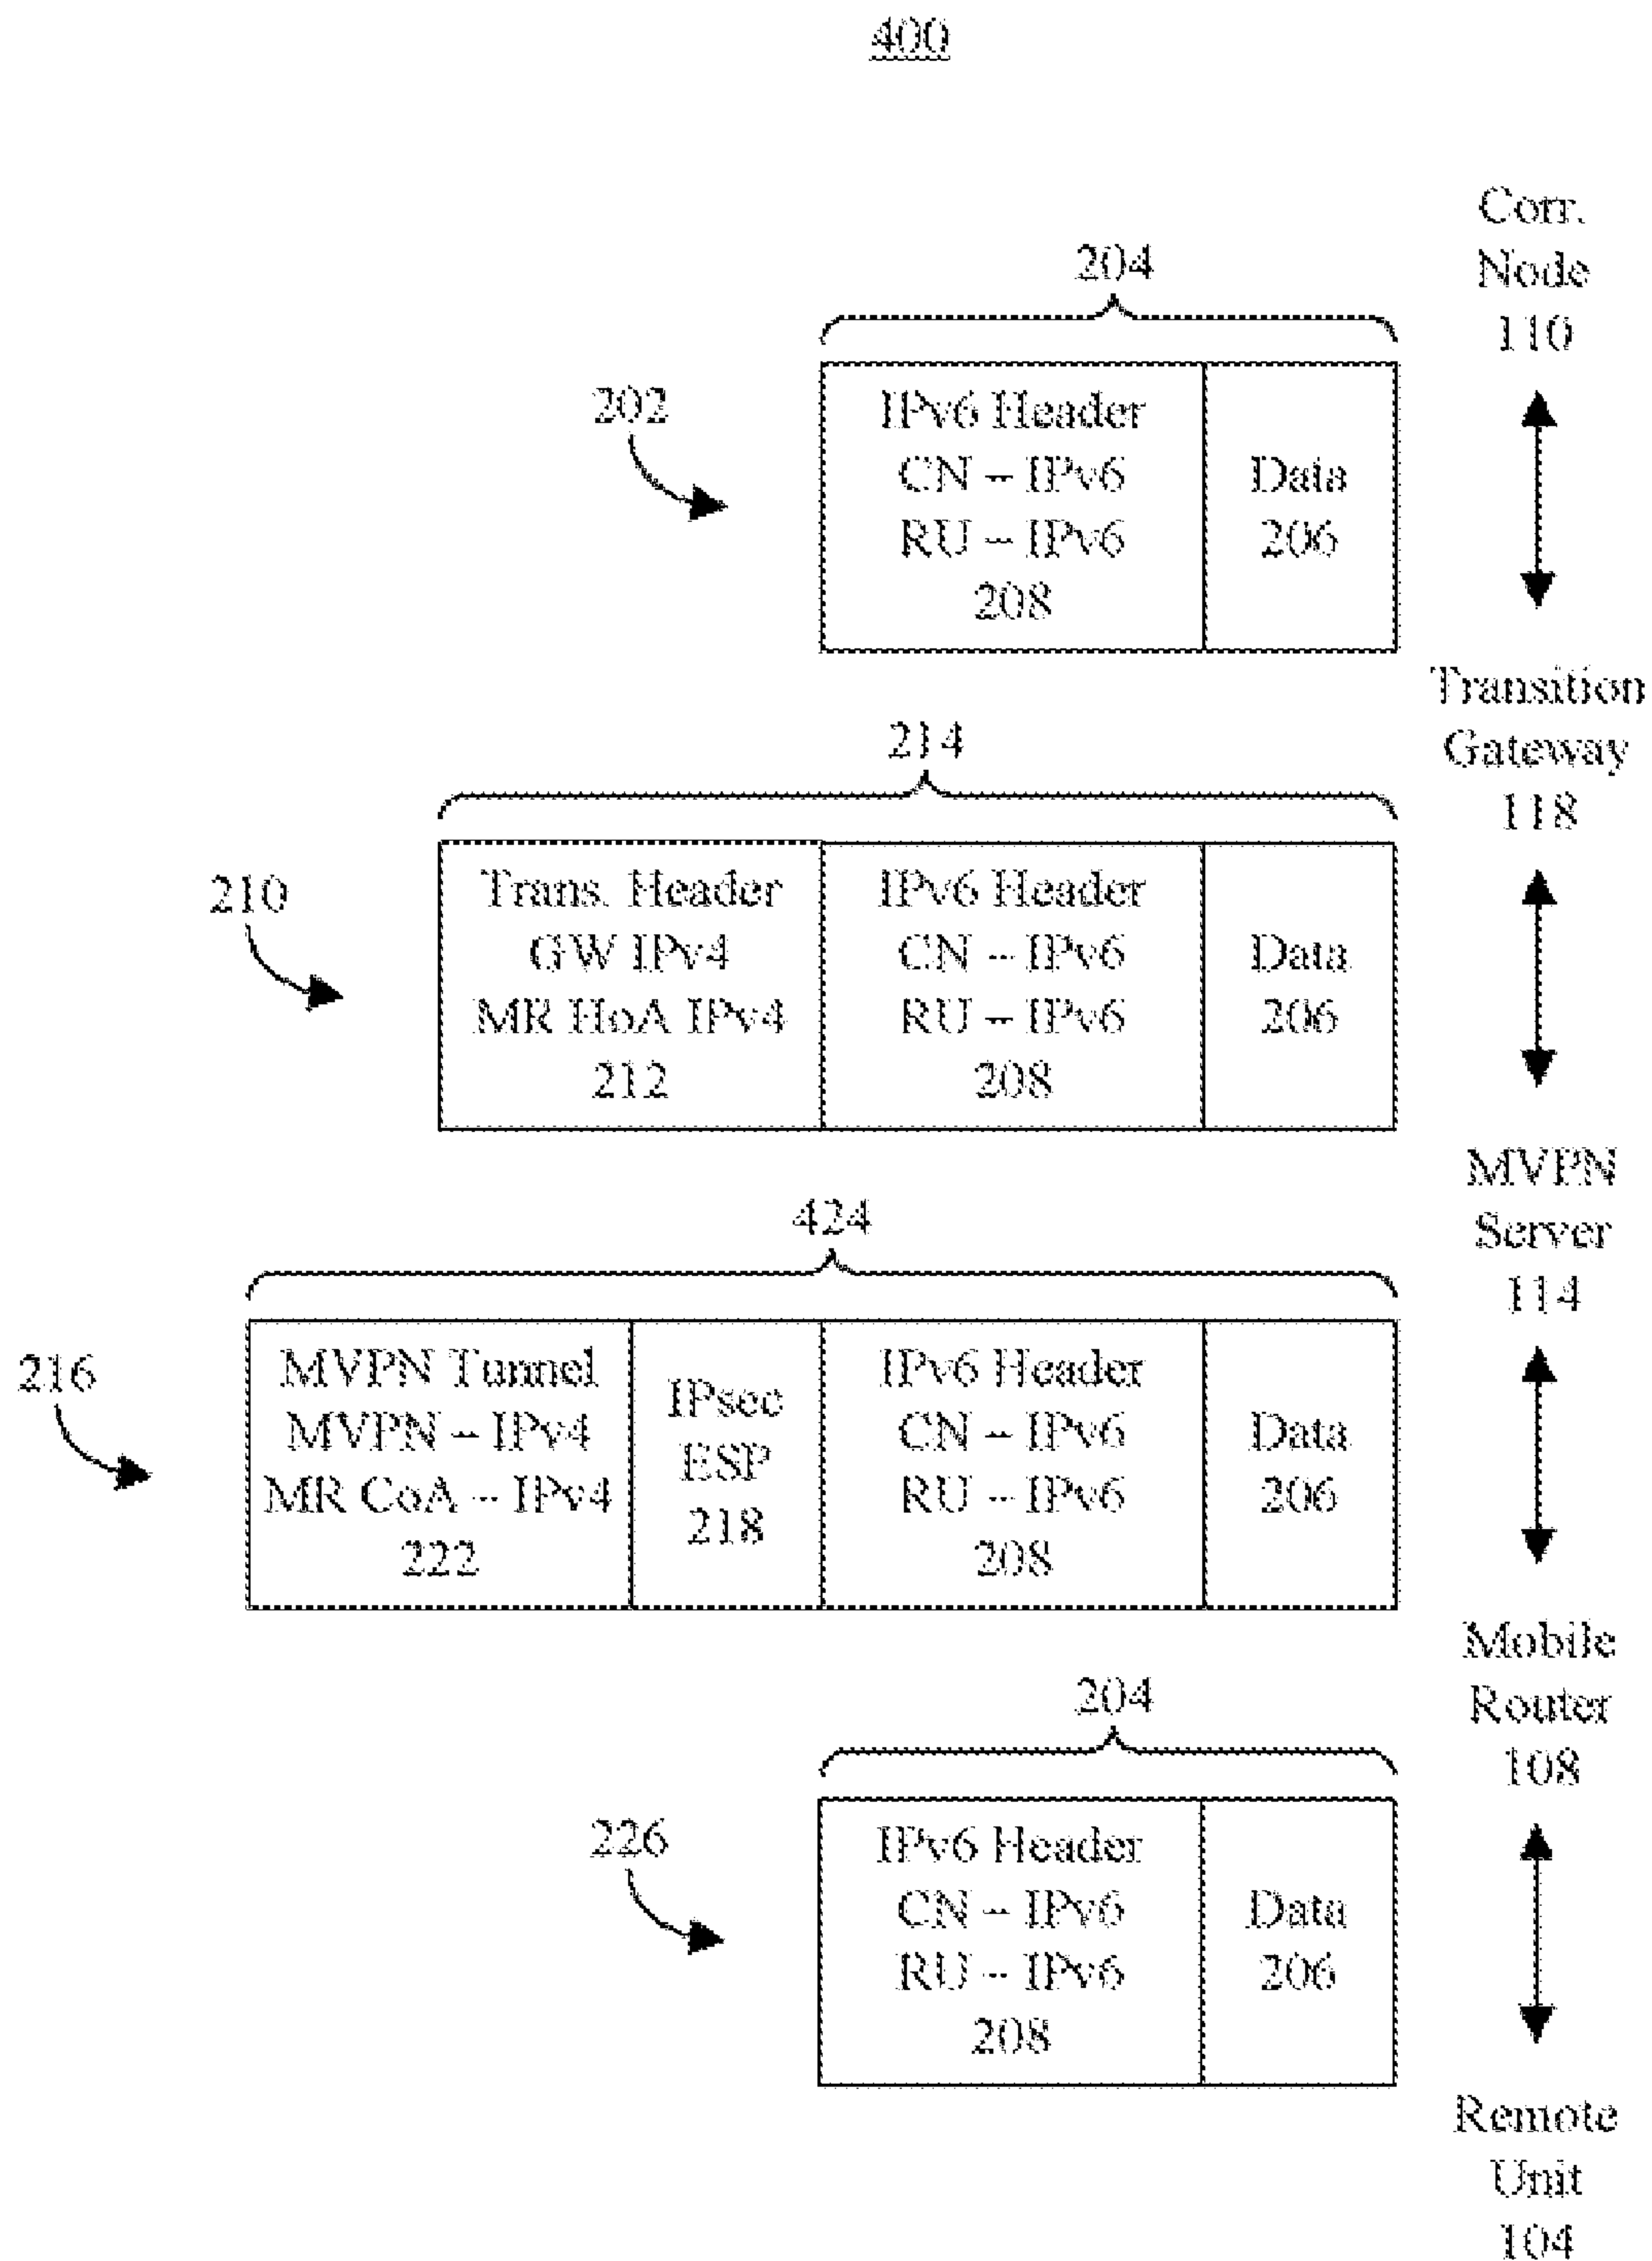 400
Corr.
Node
110
204
202
IPv6 Header
CN – IPv6
RU – IPv6
208
Data
206
Transition
Gateway
118
214
210
Trans. Header
GW IPv4
MR HoA IPv4
212
IPv6 Header
CN – IPv6
RU – IPv6
208
Data
206
MVPN
Server
114
424
216
MVPN Tunnel
MVPN – IPv4
MR CoA – IPv4
222
IPsec
ESP
218
IPv6 Header
CN – IPv6
RU – IPv6
208
Data
206
Mobile
Router
108
204
226
IPv6 Header
CN – IPv6
RU – IPv6
208
Data
206
Remote
Unit
104